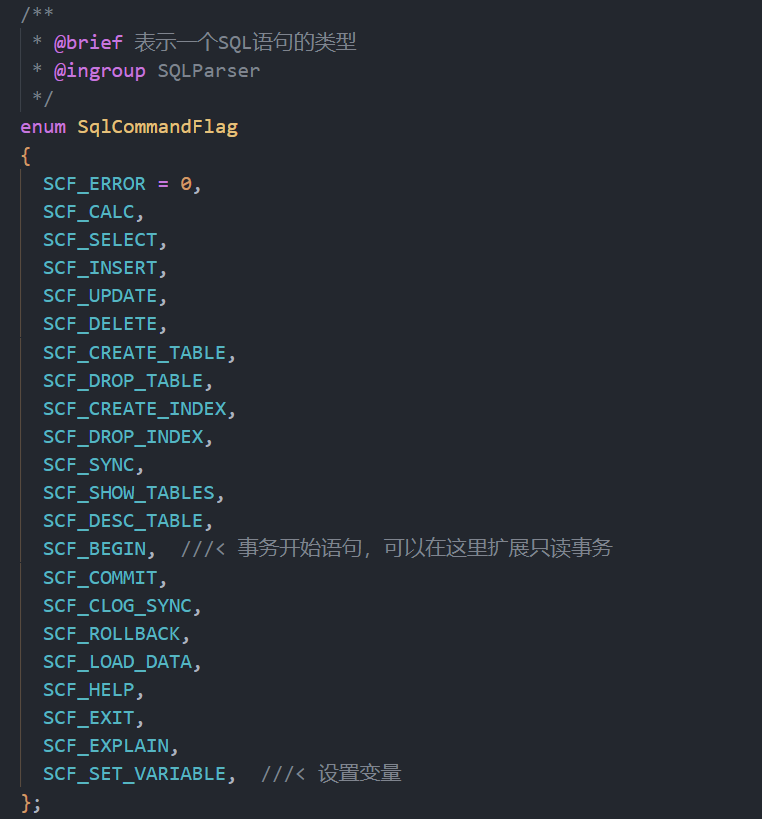 /**
 * @brief 表示一个SQL语句的类型
 * @ingroup SQLParser
 */
enum SqlCommandFlag
{
  SCF_ERROR = 0,
  SCF_CALC,
  SCF_SELECT,
  SCF_INSERT,
  SCF_UPDATE,
  SCF_DELETE,
  SCF_CREATE_TABLE,
  SCF_DROP_TABLE,
  SCF_CREATE_INDEX,
  SCF_DROP_INDEX,
  SCF_SYNC,
  SCF_SHOW_TABLES,
  SCF_DESC_TABLE,
  SCF_BEGIN,  ///< 事务开始语句，可以在这里扩展只读事务
  SCF_COMMIT,
  SCF_CLOG_SYNC,
  SCF_ROLLBACK,
  SCF_LOAD_DATA,
  SCF_HELP,
  SCF_EXIT,
  SCF_EXPLAIN,
  SCF_SET_VARIABLE,  ///< 设置变量
};